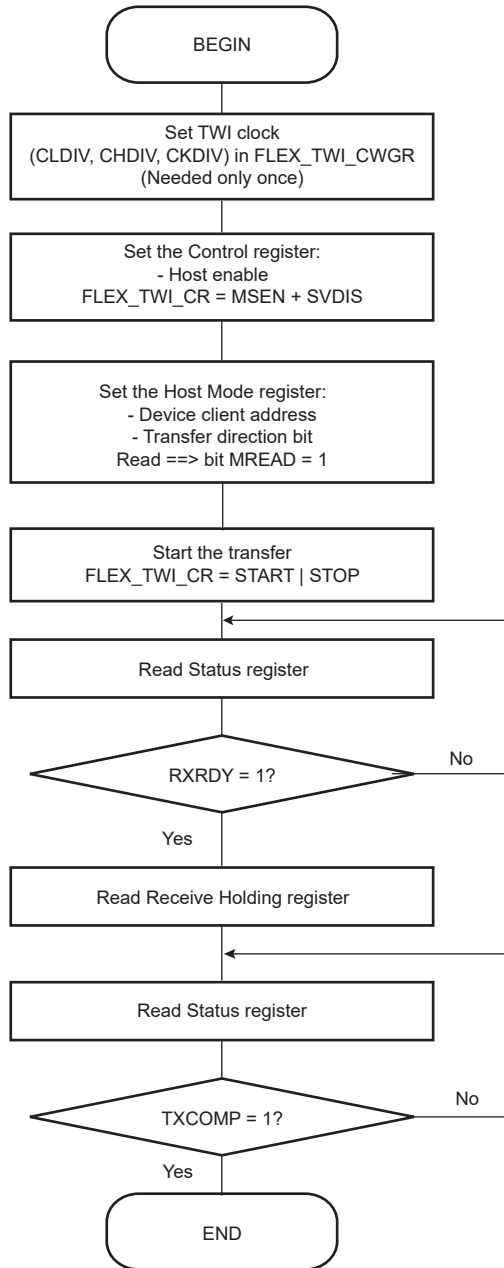 BEGIN
Set TWI clock
(CLDIV, CHDIV, CKDIV) in FLEX_TWI_CWGR
(Needed only once)
Set the Control register:
- Host enable
FLEX_TWI_CR = MSEN + SVDIS
Set the Host Mode register:
- Device client address
- Transfer direction bit
Read ==> bit MREAD = 1
Start the transfer
FLEX_TWI_CR = START | STOP
Read Status register
RXRDY = 1?
No
Yes
Read Receive Holding register
Read Status register
TXCOMP = 1?
No
Yes
END